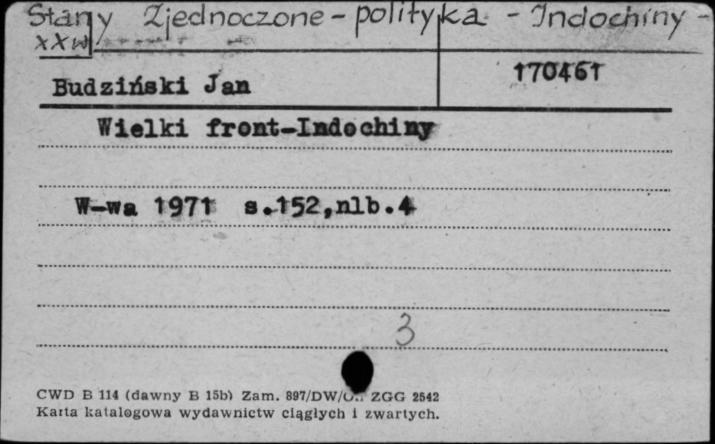 Stany Zjednoczone - polityka - Indochiny -
XXw
Budziński Jan
170461
Wielki front-Indochiny
W-wa 1971 s.152,nlb.4
3
CWD B 114 (dawny B 15b) Zam. 897/DW/ ZGG 2542
Karta katalogowa wydawnictw ciągłych i zwartych.